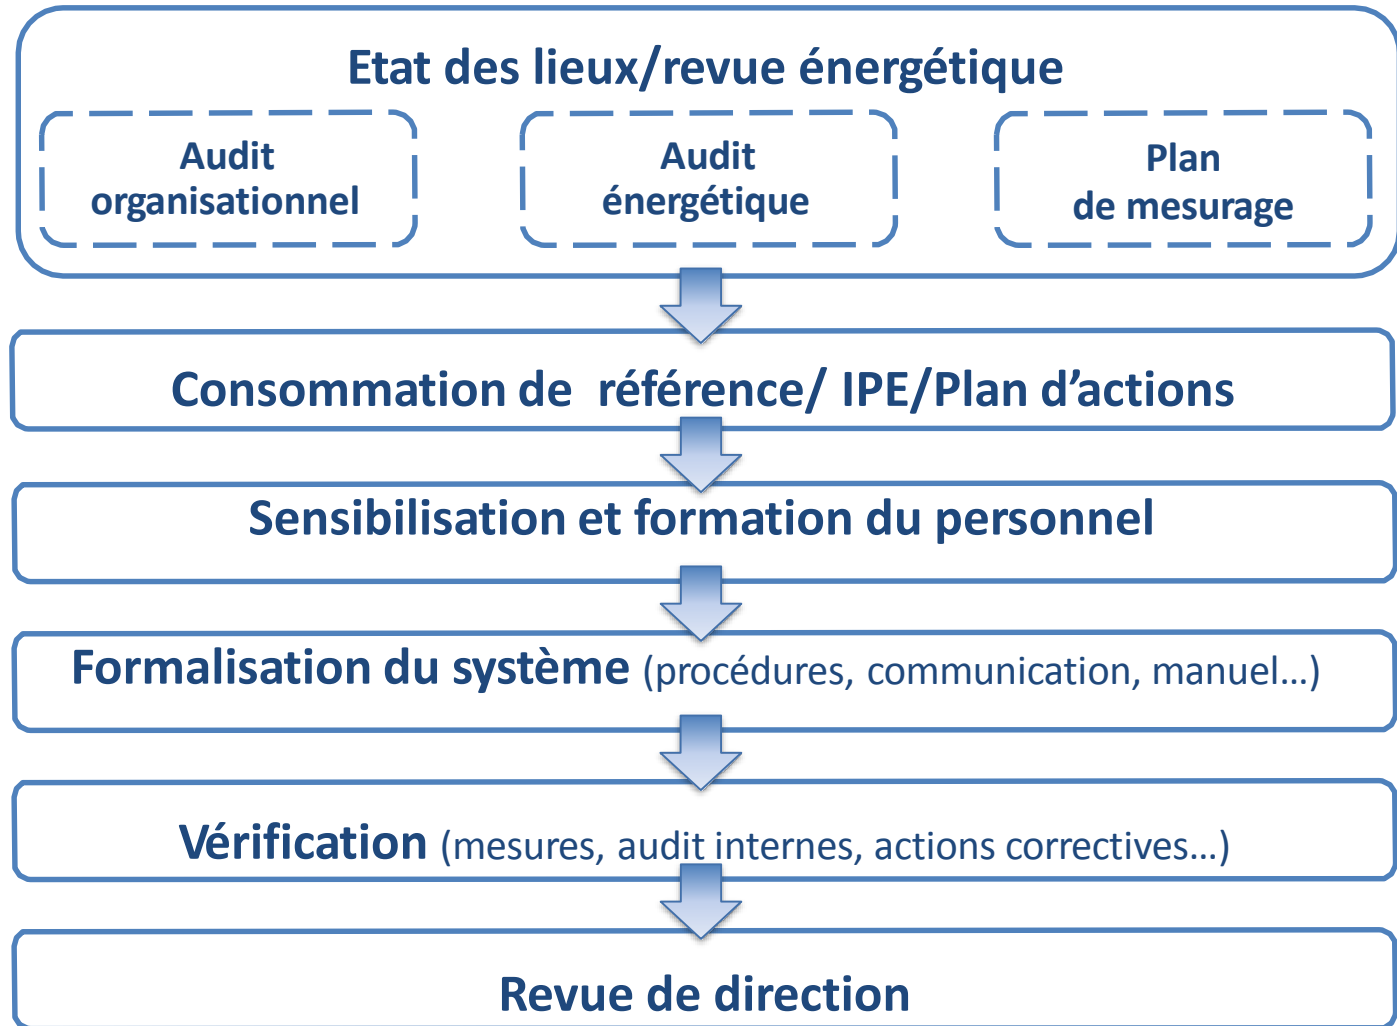 Etat des lieux/revue énergétique
Audit
organisationnel
Audit
énergétique
Plan
de mesurage
Consommation de référence/ IPE/Plan d’actions
Sensibilisation et formation du personnel
Formalisation du système (procédures, communication, manuel…)
Vérification (mesures, audit internes, actions correctives…)
Revue de direction